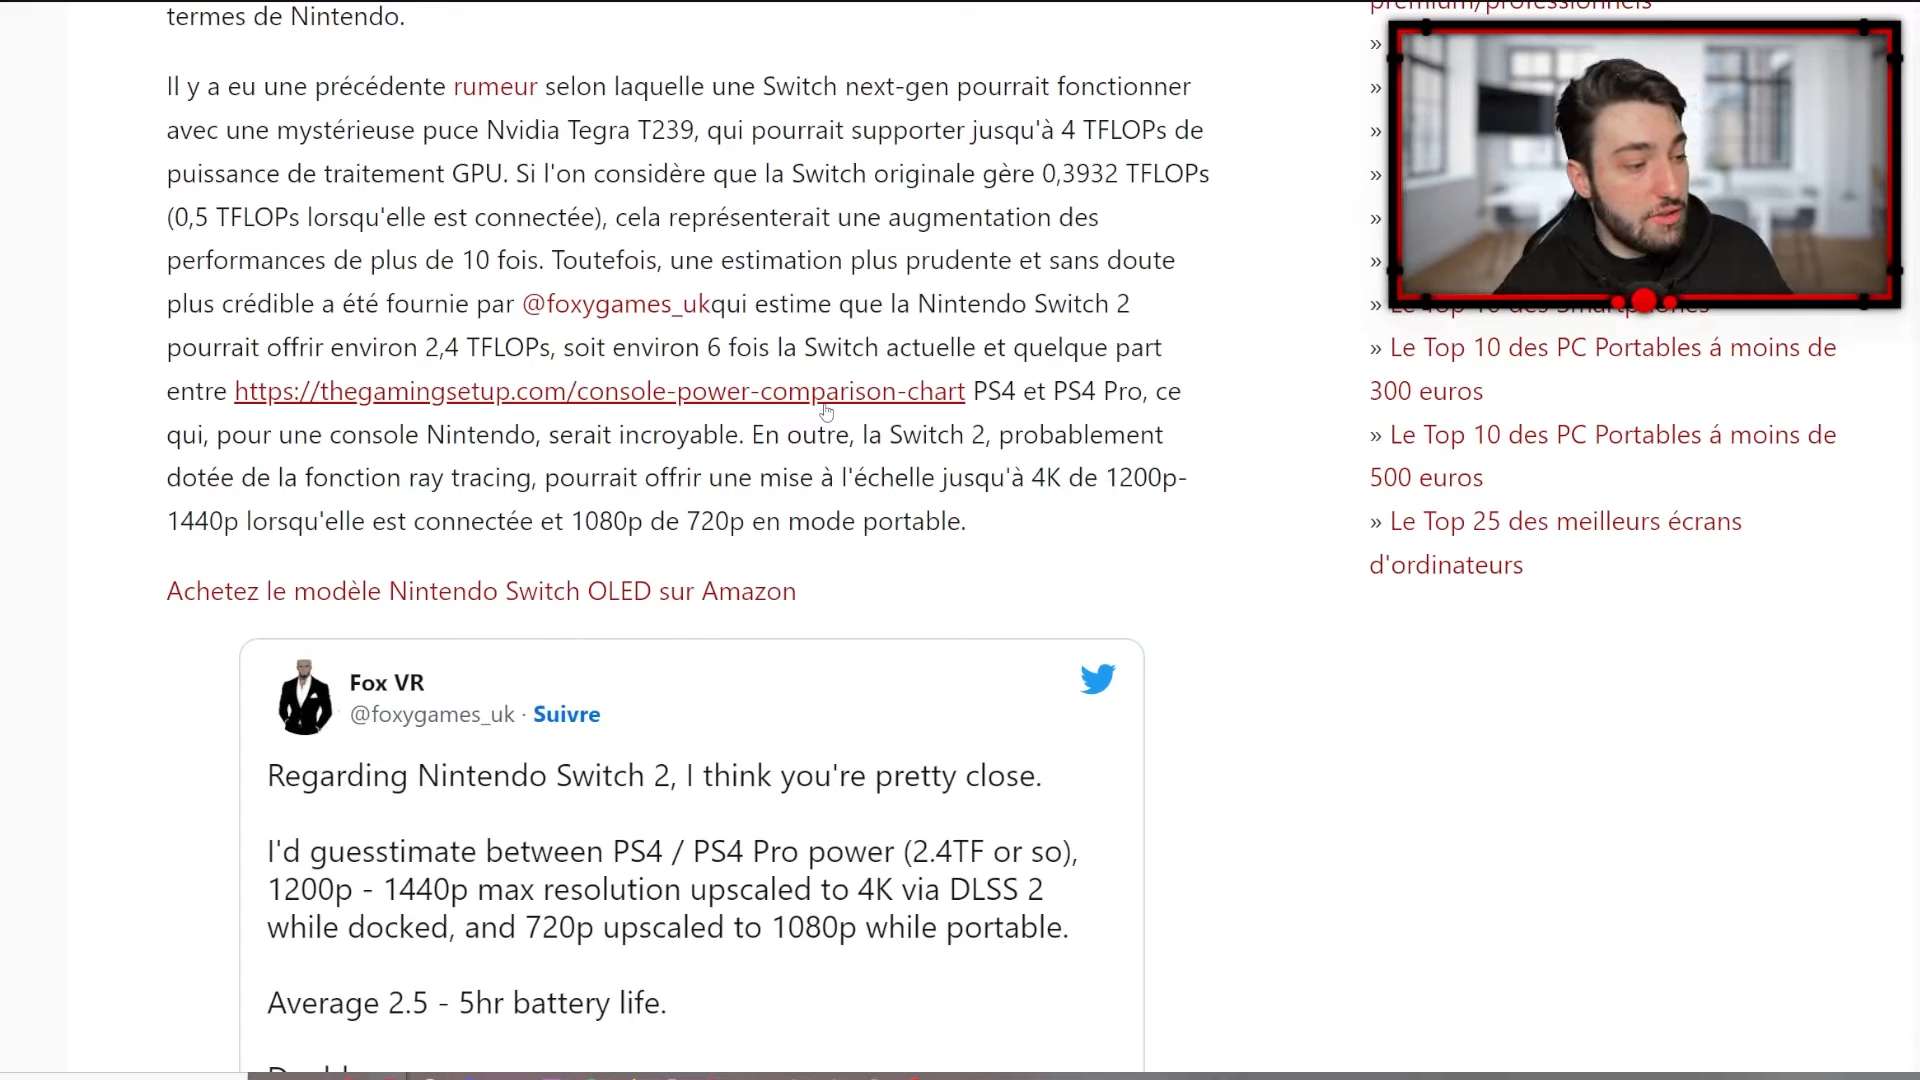 termes de Nintendo.
Il y a eu une précédente rumeur selon laquelle une Switch next-gen pourrait fonctionner
avec une mystérieuse puce Nvidia Tegra T239, qui pourrait supporter jusqu'à 4 TFLOPs de
puissance de traitement GPU. Si l'on considère que la Switch originale gère 0,3932 TFLOPs
(0,5 TFLOPs lorsqu'elle est connectée), cela représenterait une augmentation des
performances de plus de 10 fois. Toutefois, une estimation plus prudente et sans doute
plus crédible a été fournie par @foxygames_ukqui estime que la Nintendo Switch 2
pourrait offrir environ 2,4 TFLOPs, soit environ 6 fois la Switch actuelle et quelque part
entre https://thegamingsetup.com/console-power-comparison-chart PS4 et PS4 Pro, ce
qui, pour une console Nintendo, serait incroyable. En outre, la Switch 2, probablement
dotée de la fonction ray tracing, pourrait offrir une mise à l'échelle jusqu'à 4K de 1200p-
1440p lorsqu'elle est connectée et 1080p de 720p en mode portable.
Achetez le modèle Nintendo Switch OLED sur Amazon
Fox VR
@foxygames_uk · Suivre
Regarding Nintendo Switch 2, I think you're pretty close.
I'd guesstimate between PS4 / PS4 Pro power (2.4TF or so),
1200p - 1440p max resolution upscaled to 4K via DLSS 2
while docked, and 720p upscaled to 1080p while portable.
Average 2.5 - 5hr battery life.
premium/professionnels
»
»
»
»
»
»
» Le Top 10 des Smartphones
» Le Top 10 des PC Portables á moins de
300 euros
» Le Top 10 des PC Portables á moins de
500 euros
» Le Top 25 des meilleurs écrans
d'ordinateurs